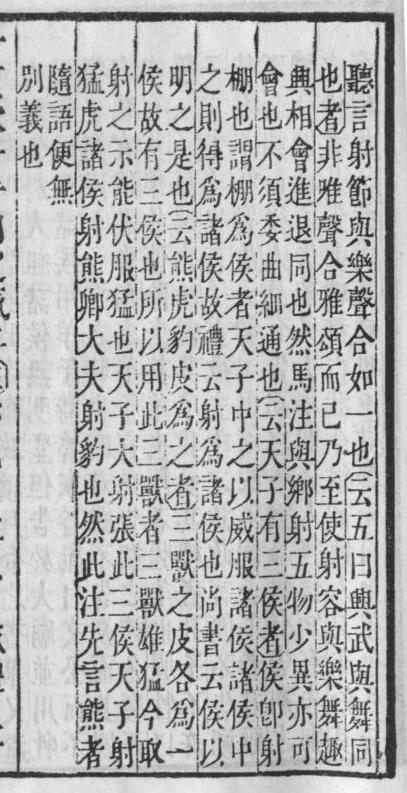 聽言射節與樂聲合如一也(云五曰興武與舞同
也者)非雅聲合雅頌而已乃至使射容與樂舞趣
興相會進退同也然馬注與鄉射五物少異亦可
會也不須委曲細通也(云天子有三侯者)侯卽射
棚也謂棚爲侯者天子中之以威服諸侯諸侯中
之則得爲諸侯故禮云射爲諸侯也尚書云侯以
明之是也(云熊虎豹皮爲之者)三獸之皮各爲一
侯故有三侯也所以用此三獸者三獸雄猛今取
射之示能伏服猛也天子大射張此三侯天子射
猛虎諸侯射熊卿大夫射豹也然此注先言熊者
隨語便無
別義也